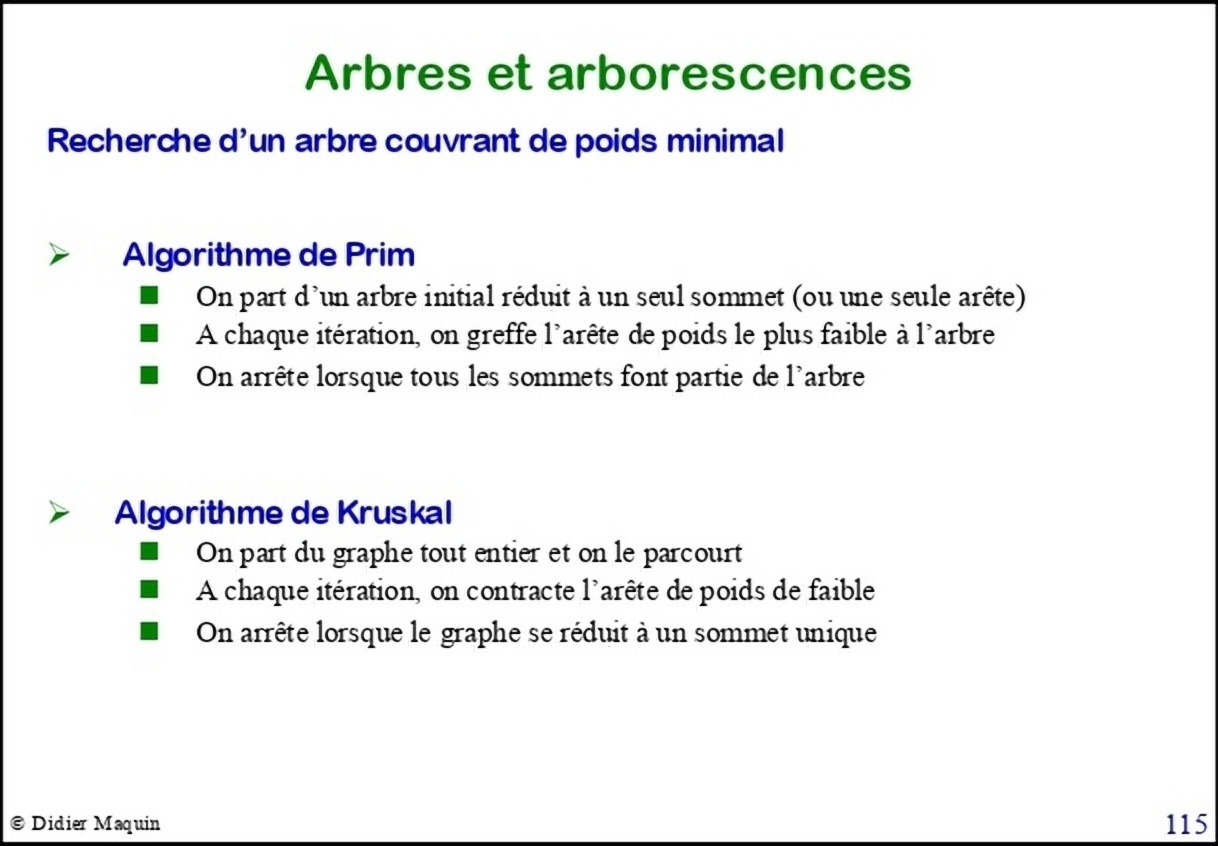 Arbres et arborescences
Recherche d’un arbre couvrant de poids minimal
Algorithme de Prim
On part d’un arbre initial réduit à un seul sommet (ou une seule arête)
A chaque itération, on greffe l’arête de poids le plus faible à l’arbre
On arrête lorsque tous les sommets font partie de l’arbre
Algorithme de Kruskal
On part du graphe tout entier et on le parcourt
A chaque itération, on contracte l’arête de poids de faible
On arrête lorsque le graphe se réduit à un sommet unique
© Didier Maquin
115